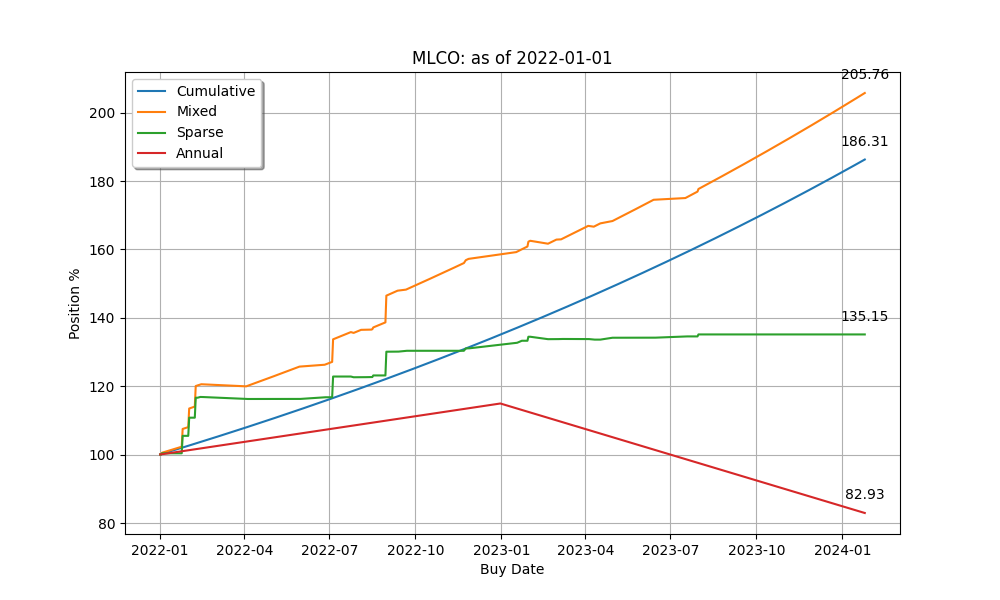 MLCO: as of 2022-01-01
205.76
Cumulative
Mixed
Sparse
Annual
186.31
135.15
82.93
200
180
160
140
120
100
80
Position %
2022-01 2022-04 2022-07 2022-10 2023-01 2023-04 2023-07 2023-10 2024-01
Buy Date